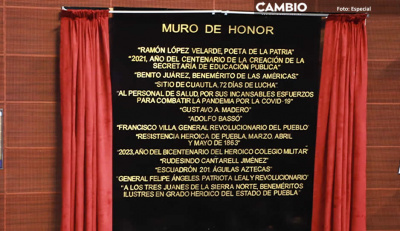 CAMBIO
Foto: Especial
MURO DE HONOR
"RAMÓN LÓPEZ VELARDE, POETA DE LA PATRIA"
"2021, AÑO DEL CENTENARIO DE LA CREACIÓN DE LA
SECRETARÍA DE EDUCACIÓN PÚBLICA"
"BENITO JUÁREZ, BENEMÉRITO DE LAS AMÉRICAS"
"SITIO DE CUAUTLA, 72 DÍAS DE LUCHA"
"AL PERSONAL DE SALUD, POR SUS INCANSABLES ESFUERZOS
PARA COMBATIR LA PANDEMIA POR LA COVID-19"
"GUSTAVO A. MADERO"
"ADOLFO BASSÓ"
"FRANCISCO VILLA, GENERAL REVOLUCIONARIO DEL PUEBLO"
"RESISTENCIA HEROICA DE PUEBLA, MARZO, ABRIL
Y MAYO DE 1863"
"2023, AÑO DEL BICENTENARIO DEL HEROICO COLEGIO MILITAR"
"RUDESINDO CANTARELL JIMÉNEZ"
"ESCUADRÓN 201, ÁGUILAS AZTECAS"
"GENERAL FELIPE ÁNGELES, PATRIOTA LEAL Y REVOLUCIONARIO"
"A LOS TRES JUANES DE LA SIERRA NORTE, BENEMÉRITOS
ILUSTRES EN GRADO HEROICO DEL ESTADO DE PUEBLA"